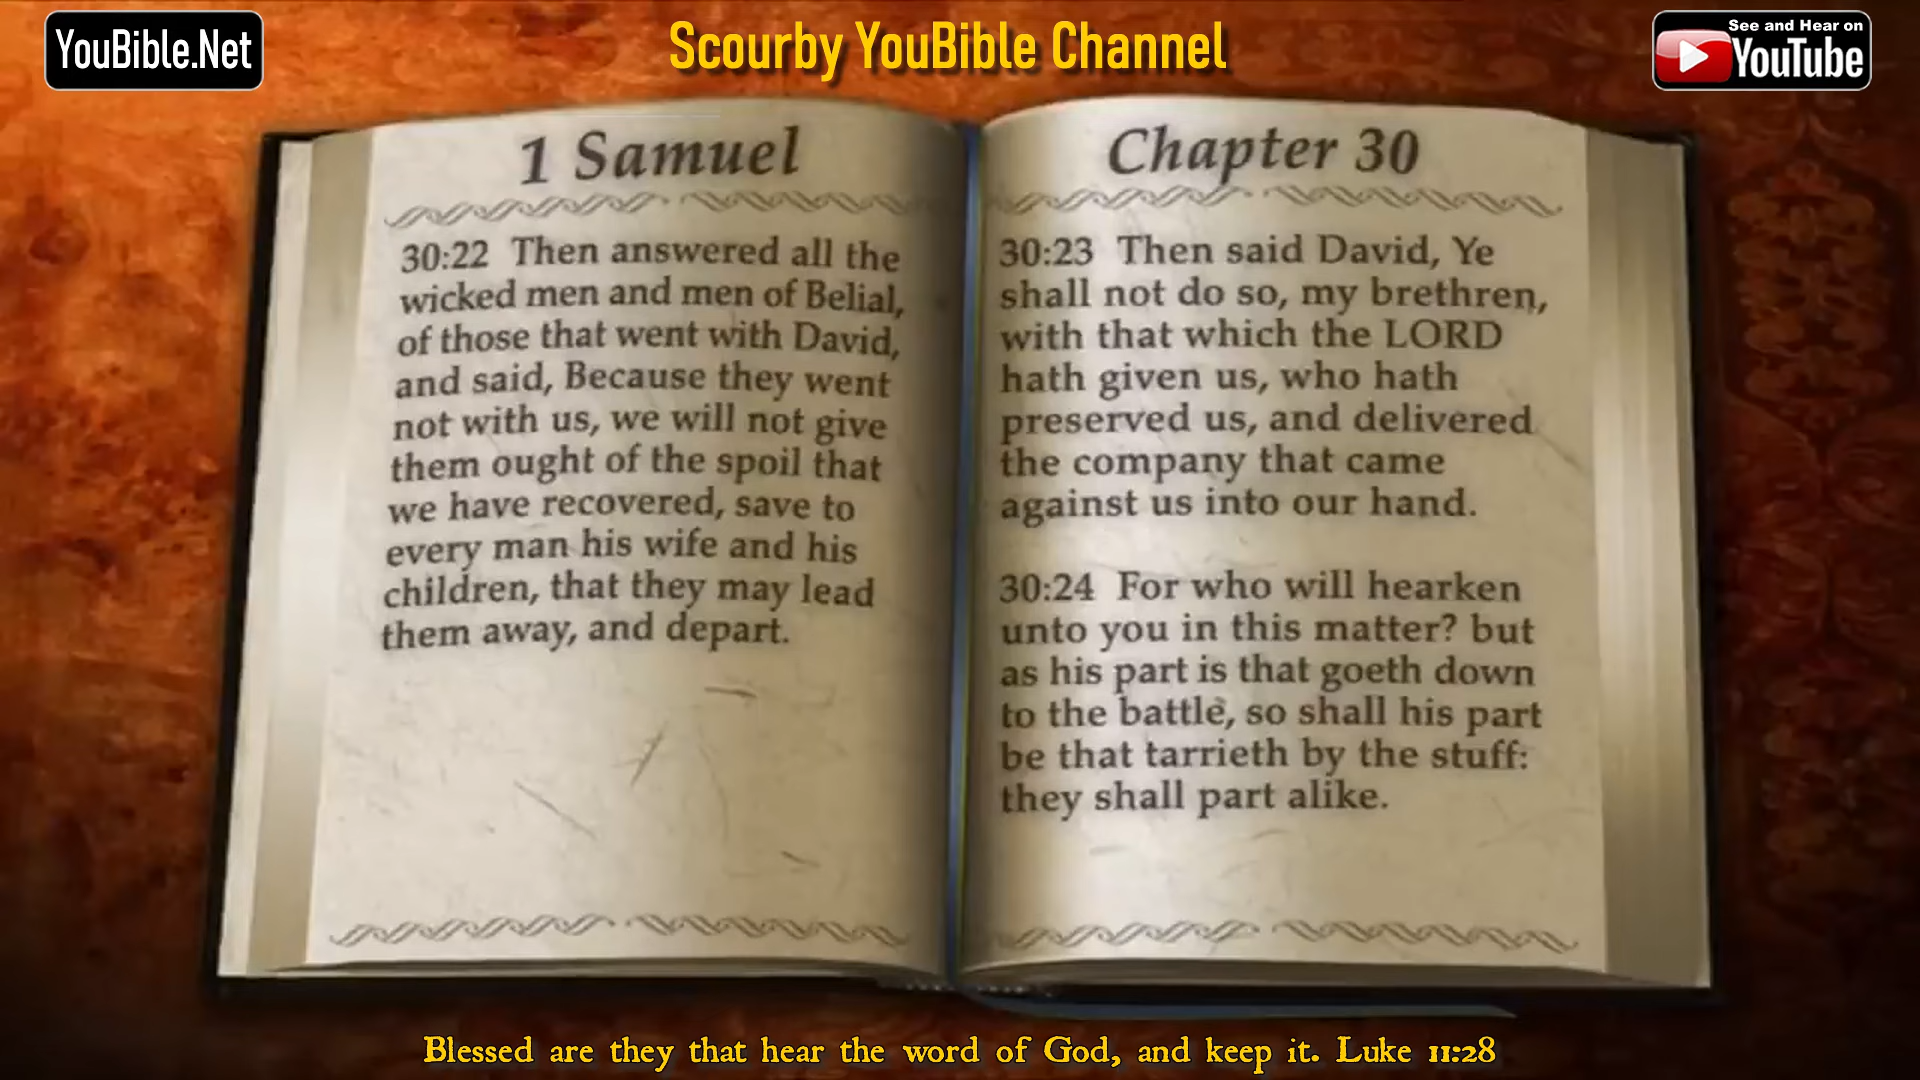 YouBible.Net
Scourby YouBible Channel
See and Hear on
YouTube
1 Samuel
30:22 Then answered all the
wicked men and men of Belial,
of those that went with David,
and said, Because they went
not with us, we will not give
them ought of the spoil that
we have recovered, save to
every man his wife and his
children, that they may lead
them away, and depart.
Chapter 30
30:23 Then said David, Ye
shall not do so, my brethren,
with that which the LORD
hath given us, who hath
preserved us, and delivered
the company that came
against us into our hand.
30:24 For who will hearken
unto you in this matter? but
as his part is that goeth down
to the battle, so shall his part
be that tarrieth by the stuff:
they shall part alike.
Blessed are they that hear the word of God, and keep it. Luke 11:28